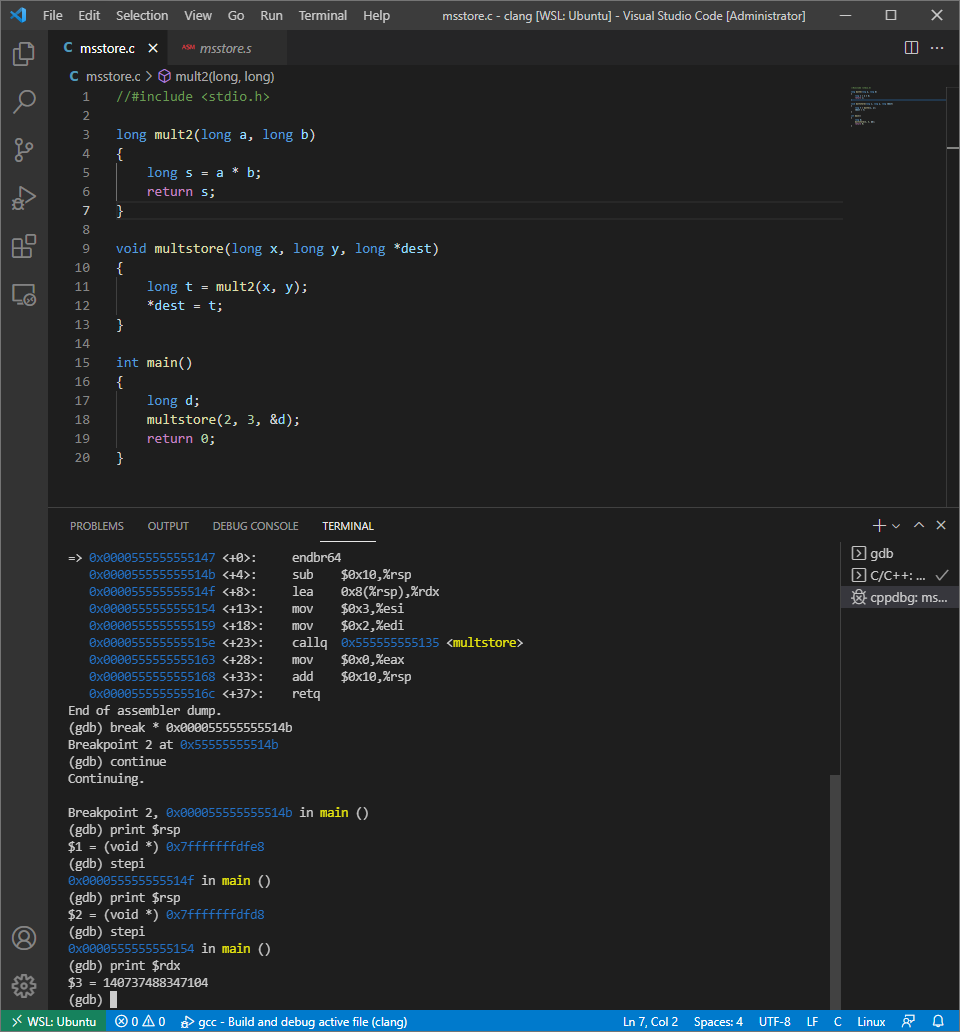 File Edit Selection View Go Run Terminal Help msstore.c - clang [WSL: Ubuntu] - Visual Studio Code [Administrator]
C msstore.c ASM msstore.s
C msstore.c > mult2(long, long)
1 //#include <stdio.h>
2
3 long mult2(long a, long b)
4 {
5 long s = a * b;
6 return s;
7 }
8
9 void multstore(long x, long y, long *dest)
10 {
11 long t = mult2(x, y);
12 *dest = t;
13 }
14
15 int main()
16 {
17 long d;
18 multstore(2, 3, &d);
19 return 0;
20 }
PROBLEMS OUTPUT DEBUG CONSOLE TERMINAL
gdb
C/C++: ...
cppdbg: ms...
=> 0x0000555555555147 <+0>: endbr64
0x000055555555514b <+4>: sub $0x10,%rsp
0x000055555555514f <+8>: lea 0x8(%rsp),%rdx
0x0000555555555154 <+13>: mov $0x3,%esi
0x0000555555555159 <+18>: mov $0x2,%edi
0x000055555555515e <+23>: callq 0x555555555135 <multstore>
0x0000555555555163 <+28>: mov $0x0,%eax
0x0000555555555168 <+33>: add $0x10,%rsp
0x000055555555516c <+37>: retq
End of assembler dump.
(gdb) break * 0x000055555555514b
Breakpoint 2 at 0x55555555514b
(gdb) continue
Continuing.
Breakpoint 2, 0x000055555555514b in main ()
(gdb) print $rsp
$1 = (void *) 0x7fffffffdfe8
(gdb) stepi
0x000055555555514f in main ()
(gdb) print $rsp
$2 = (void *) 0x7fffffffdfd8
(gdb) stepi
0x0000555555555154 in main ()
(gdb) print $rdx
$3 = 140737488347104
(gdb)
WSL: Ubuntu 0 0 gcc - Build and debug active file (clang) Ln 7, Col 2 Spaces: 4 UTF-8 LF C Linux